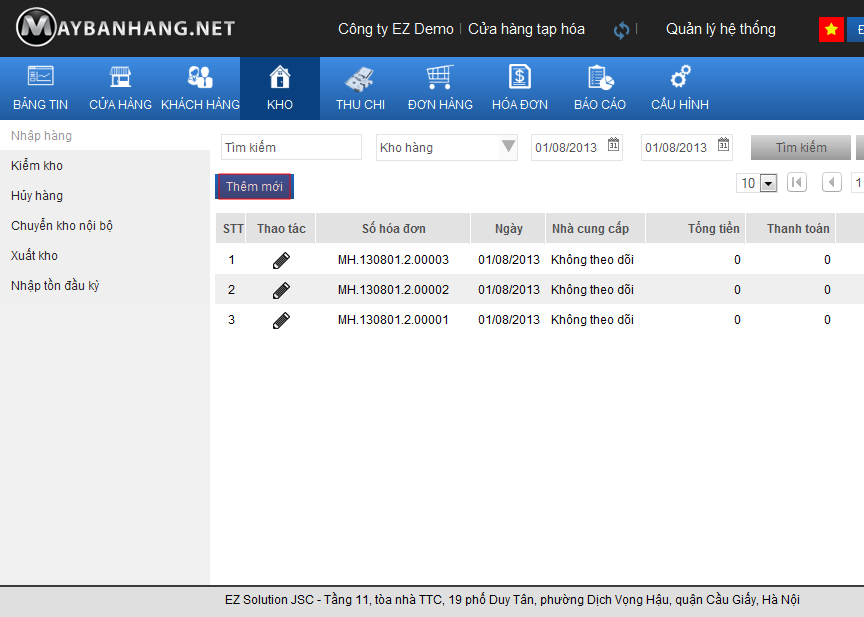 MAYBANHANG.NET Công ty EZ Demo | Cửa hàng tạp hóa | Quản lý hệ thống
BẢNG TIN CỬA HÀNG KHÁCH HÀNG KHO THU CHI ĐƠN HÀNG HÓA ĐƠN BÁO CÁO CẤU HÌNH
Nhập hàng
Kiểm kho
Hủy hàng
Chuyển kho nội bộ
Xuất kho
Nhập tồn đầu kỳ
Tìm kiếm Kho hàng 01/08/2013 01/08/2013 Tìm kiếm
Thêm mới 10 1
STT Thao tác Số hóa đơn Ngày Nhà cung cấp Tổng tiền Thanh toán
1 MH.130801.2.00003 01/08/2013 Không theo dõi 0 0
2 MH.130801.2.00002 01/08/2013 Không theo dõi 0 0
3 MH.130801.2.00001 01/08/2013 Không theo dõi 0 0
EZ Solution JSC - Tầng 11, tòa nhà TTC, 19 phố Duy Tân, phường Dịch Vọng Hậu, quận Cầu Giấy, Hà Nội